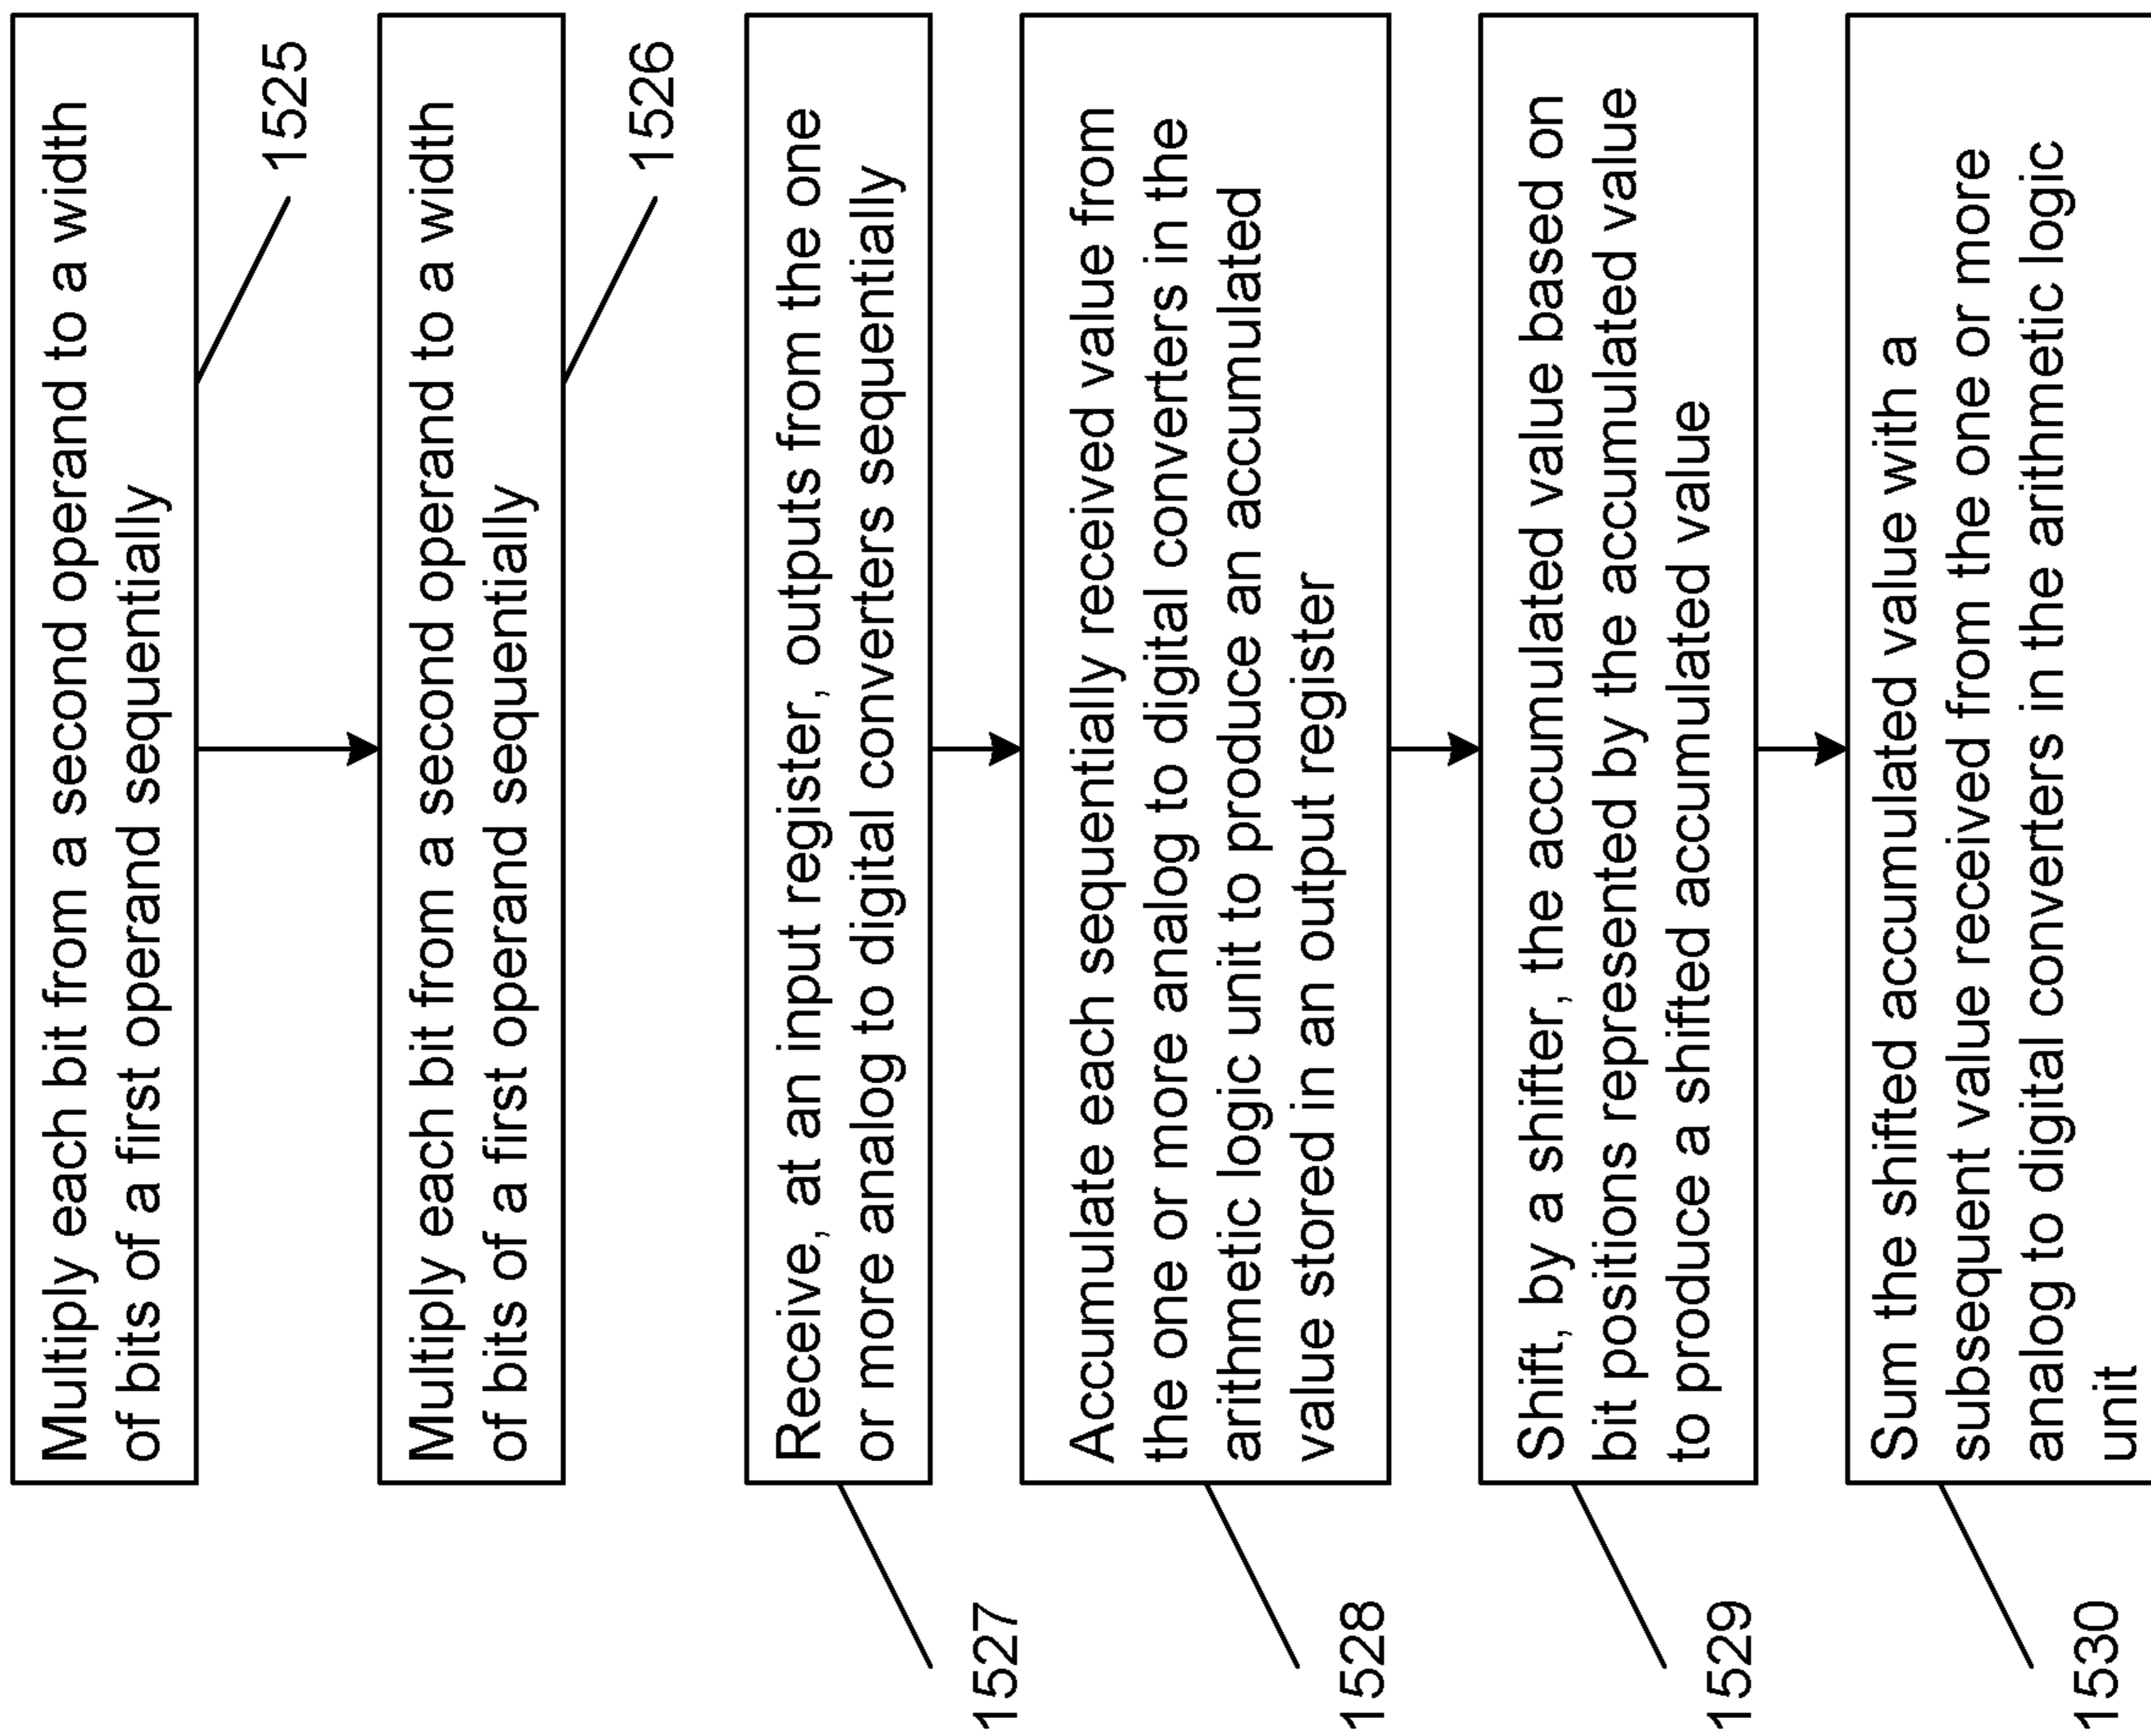 Multiply each bit from a second operand to a width
of bits of a first operand sequentially
1525
Multiply each bit from a second operand to a width
of bits of a first operand sequentially
1526
Receive, at an input register, outputs from the one
or more analog to digital converters sequentially
1527
Accumulate each sequentially received value from
the one or more analog to digital converters in the
arithmetic logic unit to produce an accumulated
value stored in an output register
1528
Shift, by a shifter, the accumulated value based on
bit positions represented by the accumulated value
to produce a shifted accumulated value
1529
Sum the shifted accumulated value with a
subsequent value received from the one or more
analog to digital converters in the arithmetic logic
unit
1530